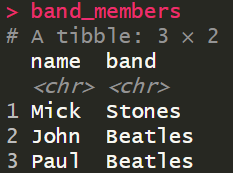 > band_members
# A tibble: 3 × 2
name band
<chr> <chr>
1 Mick Stones
2 John Beatles
3 Paul Beatles